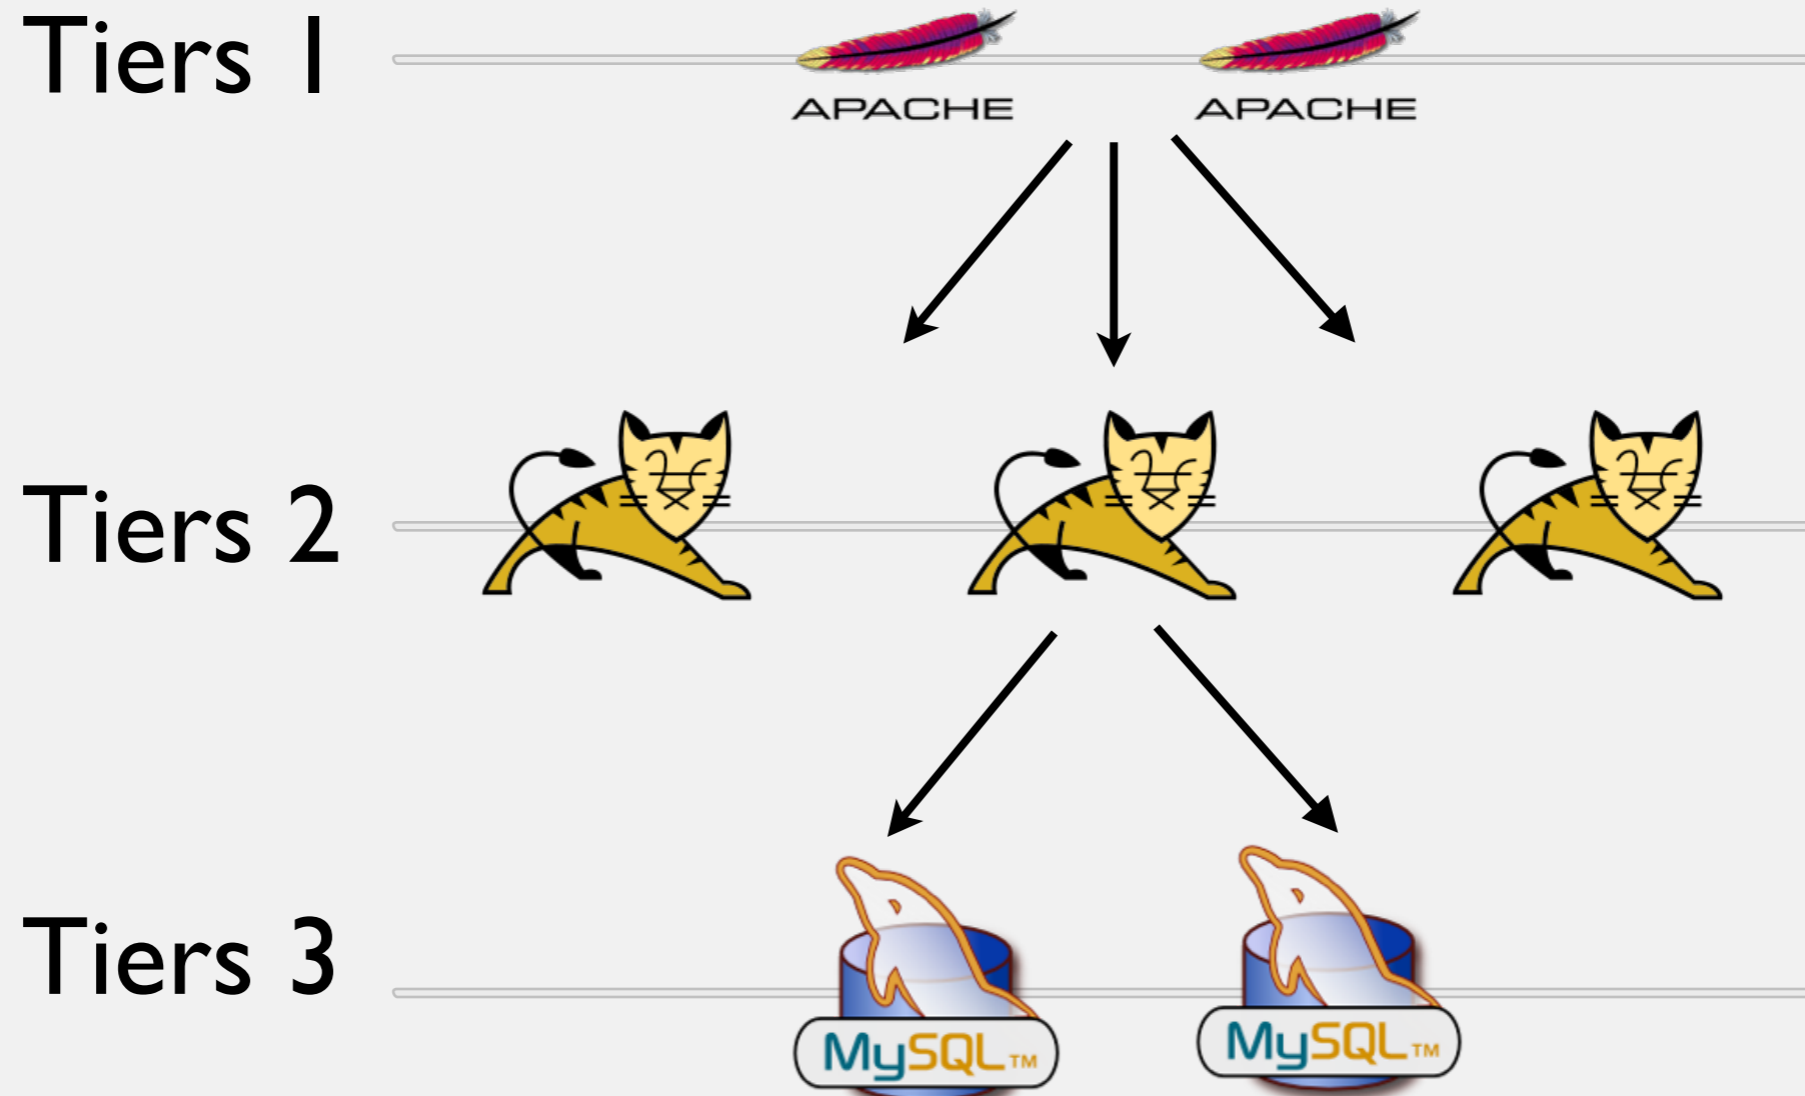 Tiers 1
APACHE APACHE
Tiers 2
Tiers 3
MySQL™ MySQL™